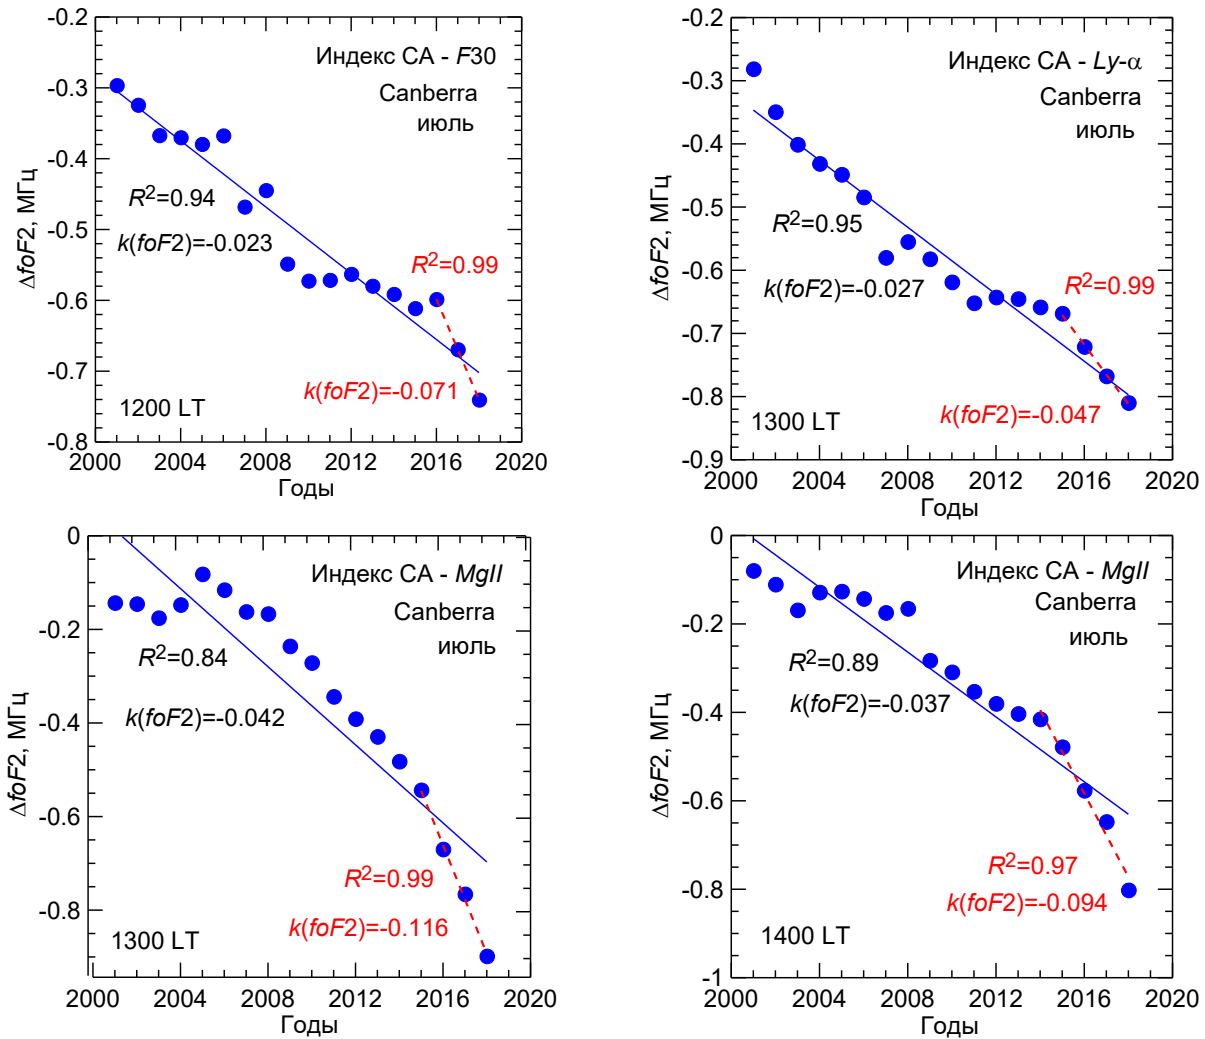 -0.2
-0.3
-0.4
-0.5
-0.6
-0.7
-0.8
ΔfoF2, МГц
Индекс СА - F30
Canberra
июль
R2=0.94
k(foF2)=-0.023
R2=0.99
k(foF2)=-0.071
1200 LT
2000 2004 2008 2012 2016 2020
Годы
-0.2
-0.3
-0.4
-0.5
-0.6
-0.7
-0.8
-0.9
ΔfoF2, МГц
Индекс СА - Ly-α
Canberra
июль
R2=0.95
k(foF2)=-0.027
R2=0.99
k(foF2)=-0.047
1300 LT
2000 2004 2008 2012 2016 2020
Годы
0
-0.2
-0.4
-0.6
-0.8
ΔfoF2, МГц
Индекс СА - MgII
Canberra
июль
R2=0.84
k(foF2)=-0.042
R2=0.99
k(foF2)=-0.116
1300 LT
2000 2004 2008 2012 2016 2020
Годы
0
-0.2
-0.4
-0.6
-0.8
-1
ΔfoF2, МГц
Индекс СА - MgII
Canberra
июль
R2=0.89
k(foF2)=-0.037
R2=0.97
k(foF2)=-0.094
1400 LT
2000 2004 2008 2012 2016 2020
Годы